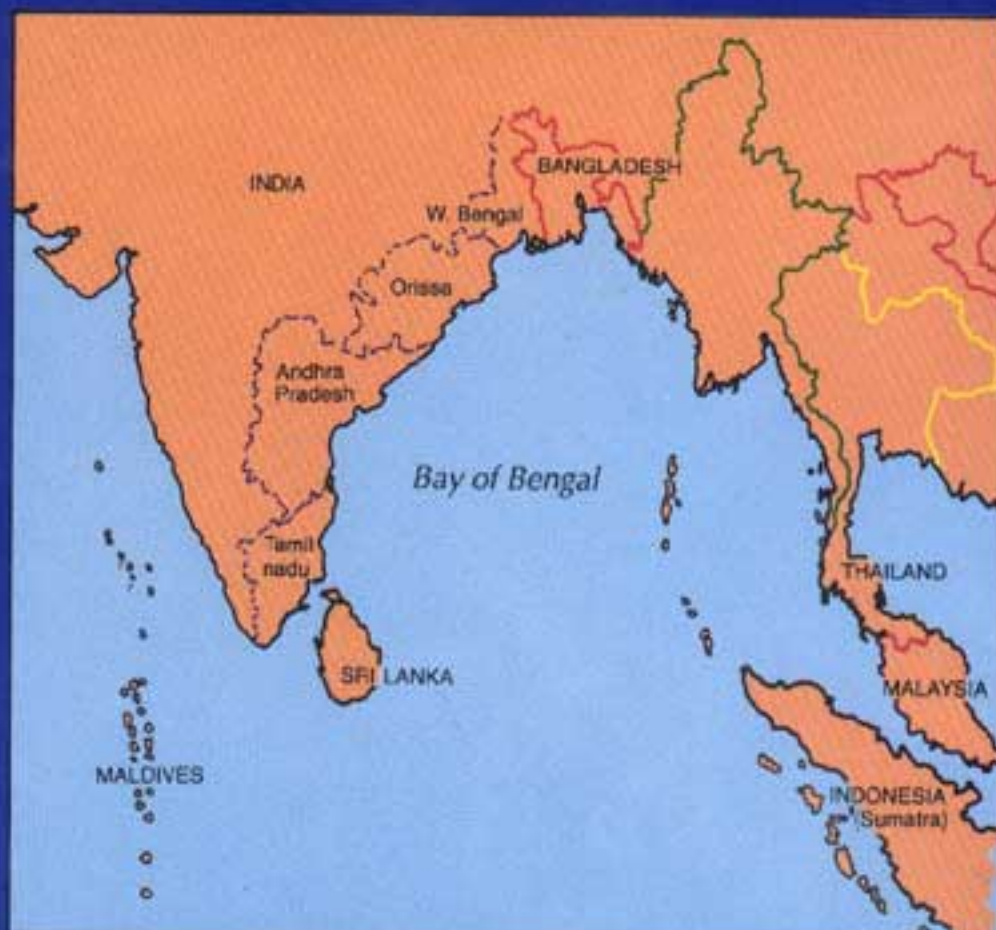 BANGLADESH
INDIA
W. Bengal
Orissa
Andhra
Pradesh
Bay of Bengal
Tamil
nadu
THAILAND
SRI LANKA
MALAYSIA
MALDIVES
INDONESIA
(Sumatra)